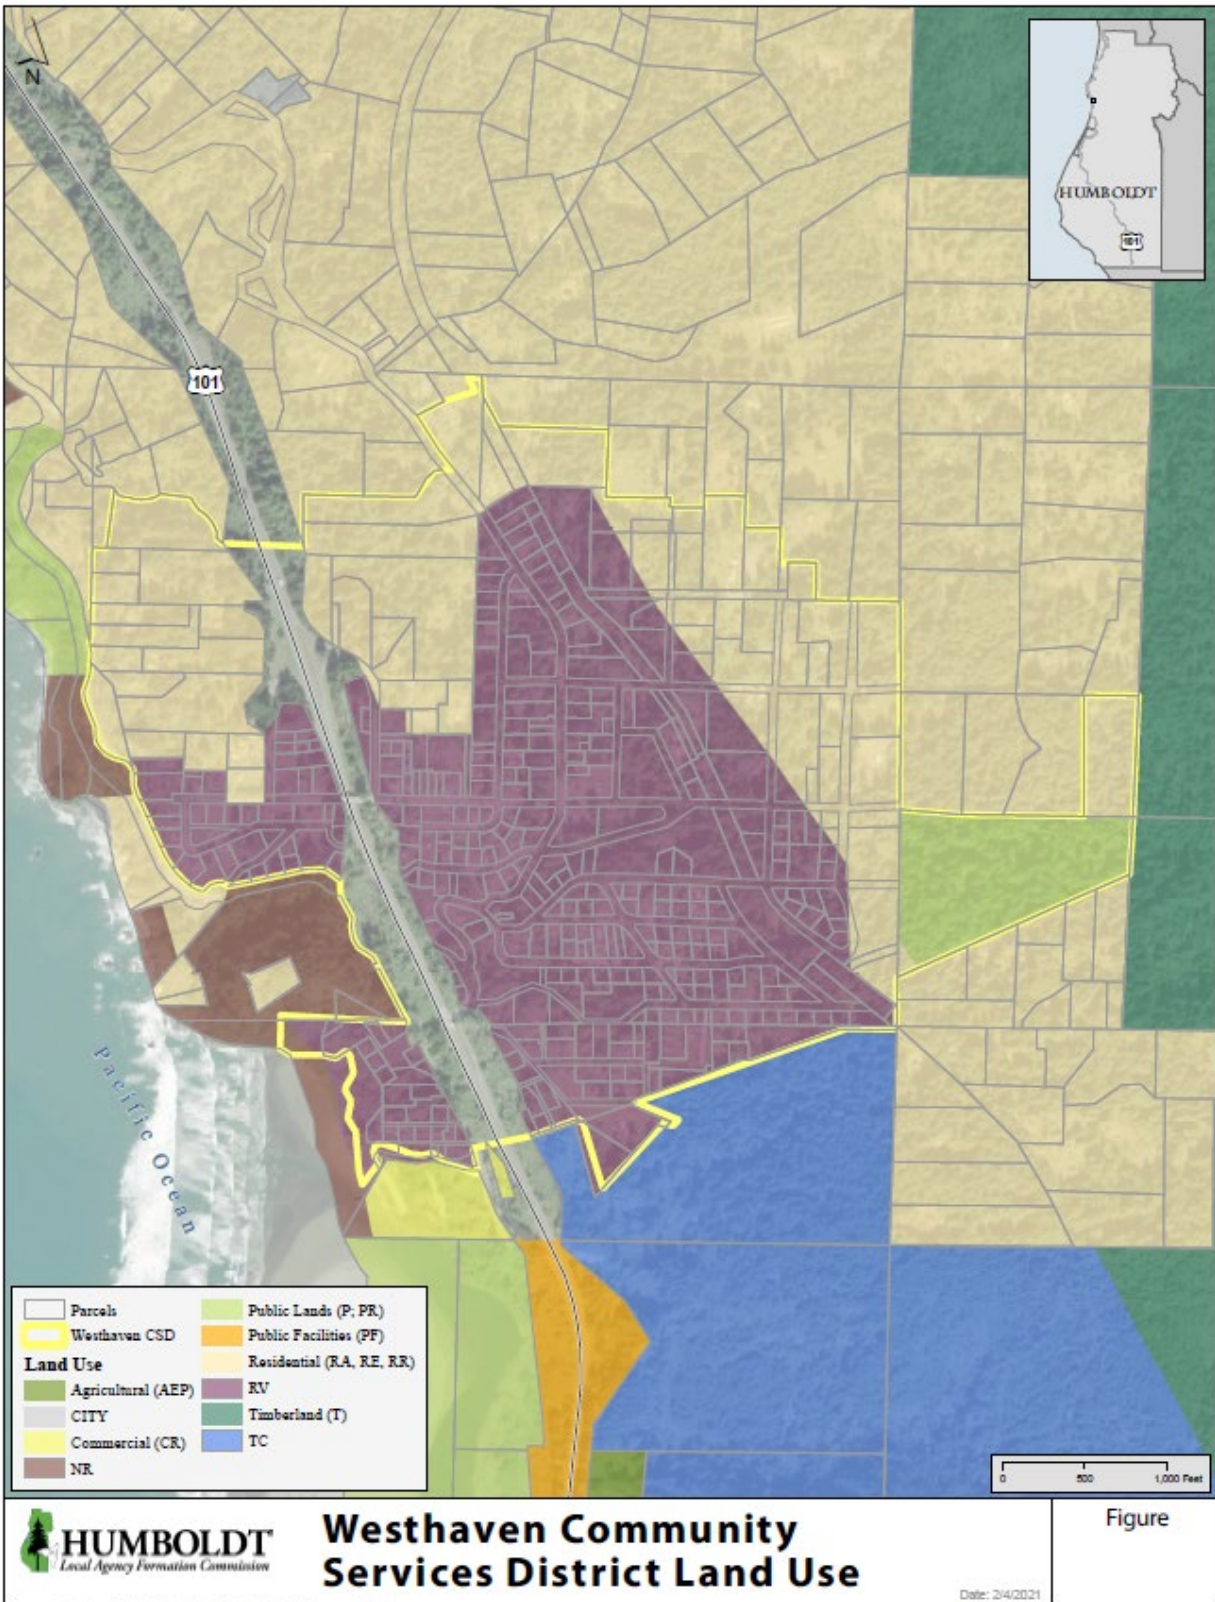 N
HUMBOLDT
101
101
Pacific Ocean
Parcels
Westhaven CSD
Land Use
Agricultural (AEP)
CITY
Commercial (CR)
NR
Public Lands (P; PR)
Public Facilities (PF)
Residential (RA, RE, RR)
RV
Timberland (T)
TC
0 500 1,000 Feet
HUMBOLDT
Local Agency Formation Commission
Westhaven Community
Services District Land Use
Date: 2/4/2021
Figure